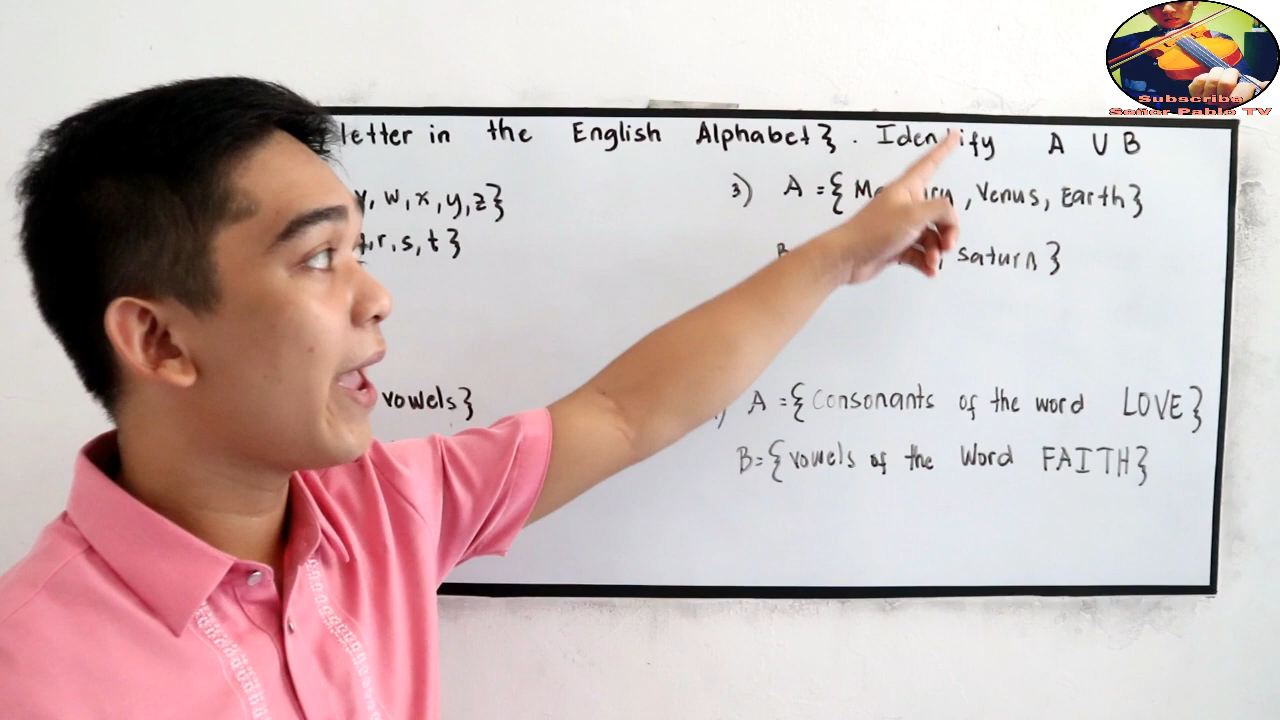 Subscribe
Señor Pablo TV
letter in the English Alphabet}. Identify A U B
v, w, x, y, z}
r, s, t}
3) A = {Mercury, Venus, Earth}
B saturn}
vowels}
) A = {Consonants of the word LOVE}
B = {vowels of the Word FAITH}